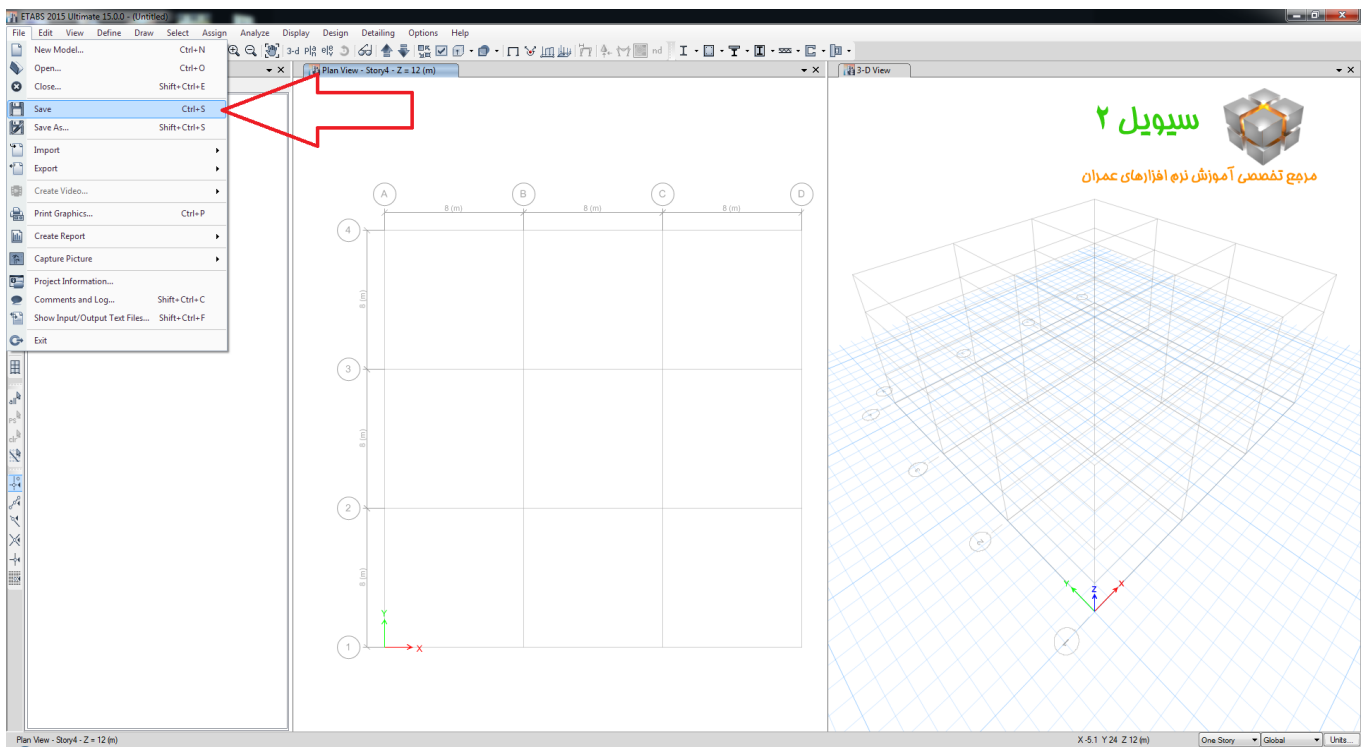 ETABS 2015 Ultimate 15.0.0 - (Untitled)
File Edit View Define Draw Select Assign Analyze Display Design Detailing Options Help
New Model... Ctrl+N
Open... Ctrl+O
Close... Shift+Ctrl+E
Save Ctrl+S
Save As... Shift+Ctrl+S
Import
Export
Create Video...
Print Graphics... Ctrl+P
Create Report
Capture Picture
Project Information...
Comments and Log... Shift+Ctrl+C
Show Input/Output Text Files... Shift+Ctrl+F
Exit
3-d
nd
all
PS
clr
Plan View - Story4 - Z = 12 (m)
A B C D
8 (m) 8 (m) 8 (m)
4
8 (m)
3
8 (m)
2
8 (m)
1
Y
X
3-D View
سیویل ۲
مرجع تخصصی آموزش نرم افزارهای عمران
Y Z X
Plan View - Story4 - Z = 12 (m)
X -5.1 Y 24 Z 12 (m)
One Story
Global
Units...